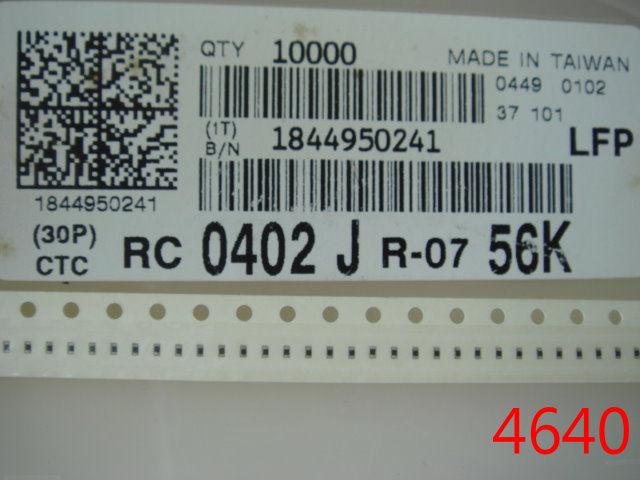 QTY 10000
MADE IN TAIWAN
0449 0102
37 101
(1T)
B/N 1844950241
LFP
1844950241
(30P)
CTC RC 0402 J R-07 56K
4640